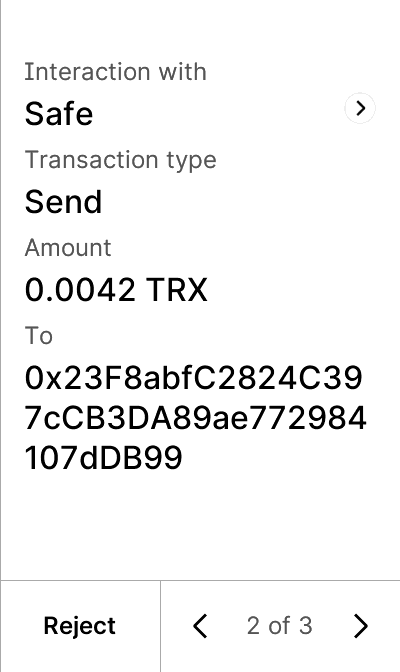 Interaction with
Safe
Transaction type
Send
Amount
0.0042 TRX
To
0x23F8abfC2824C39
7cCB3DA89ae772984
107dDB99
Reject
2 of 3